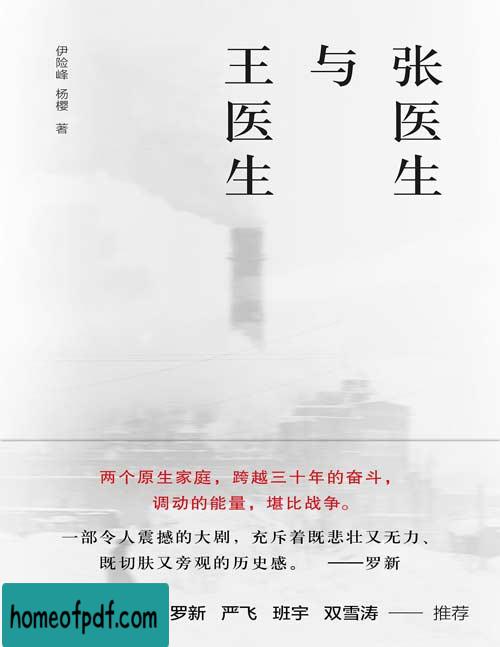 张医生
与
王医生
伊险峰 杨樱 著
两个原生家庭，跨越三十年的奋斗，
调动的能量，堪比战争。
一部令人震撼的大剧，充斥着既悲壮又无力、
既切肤又旁观的历史感。 ——罗新
罗新 严飞 班宇 双雪涛 —— 推荐
homeofpdf.com